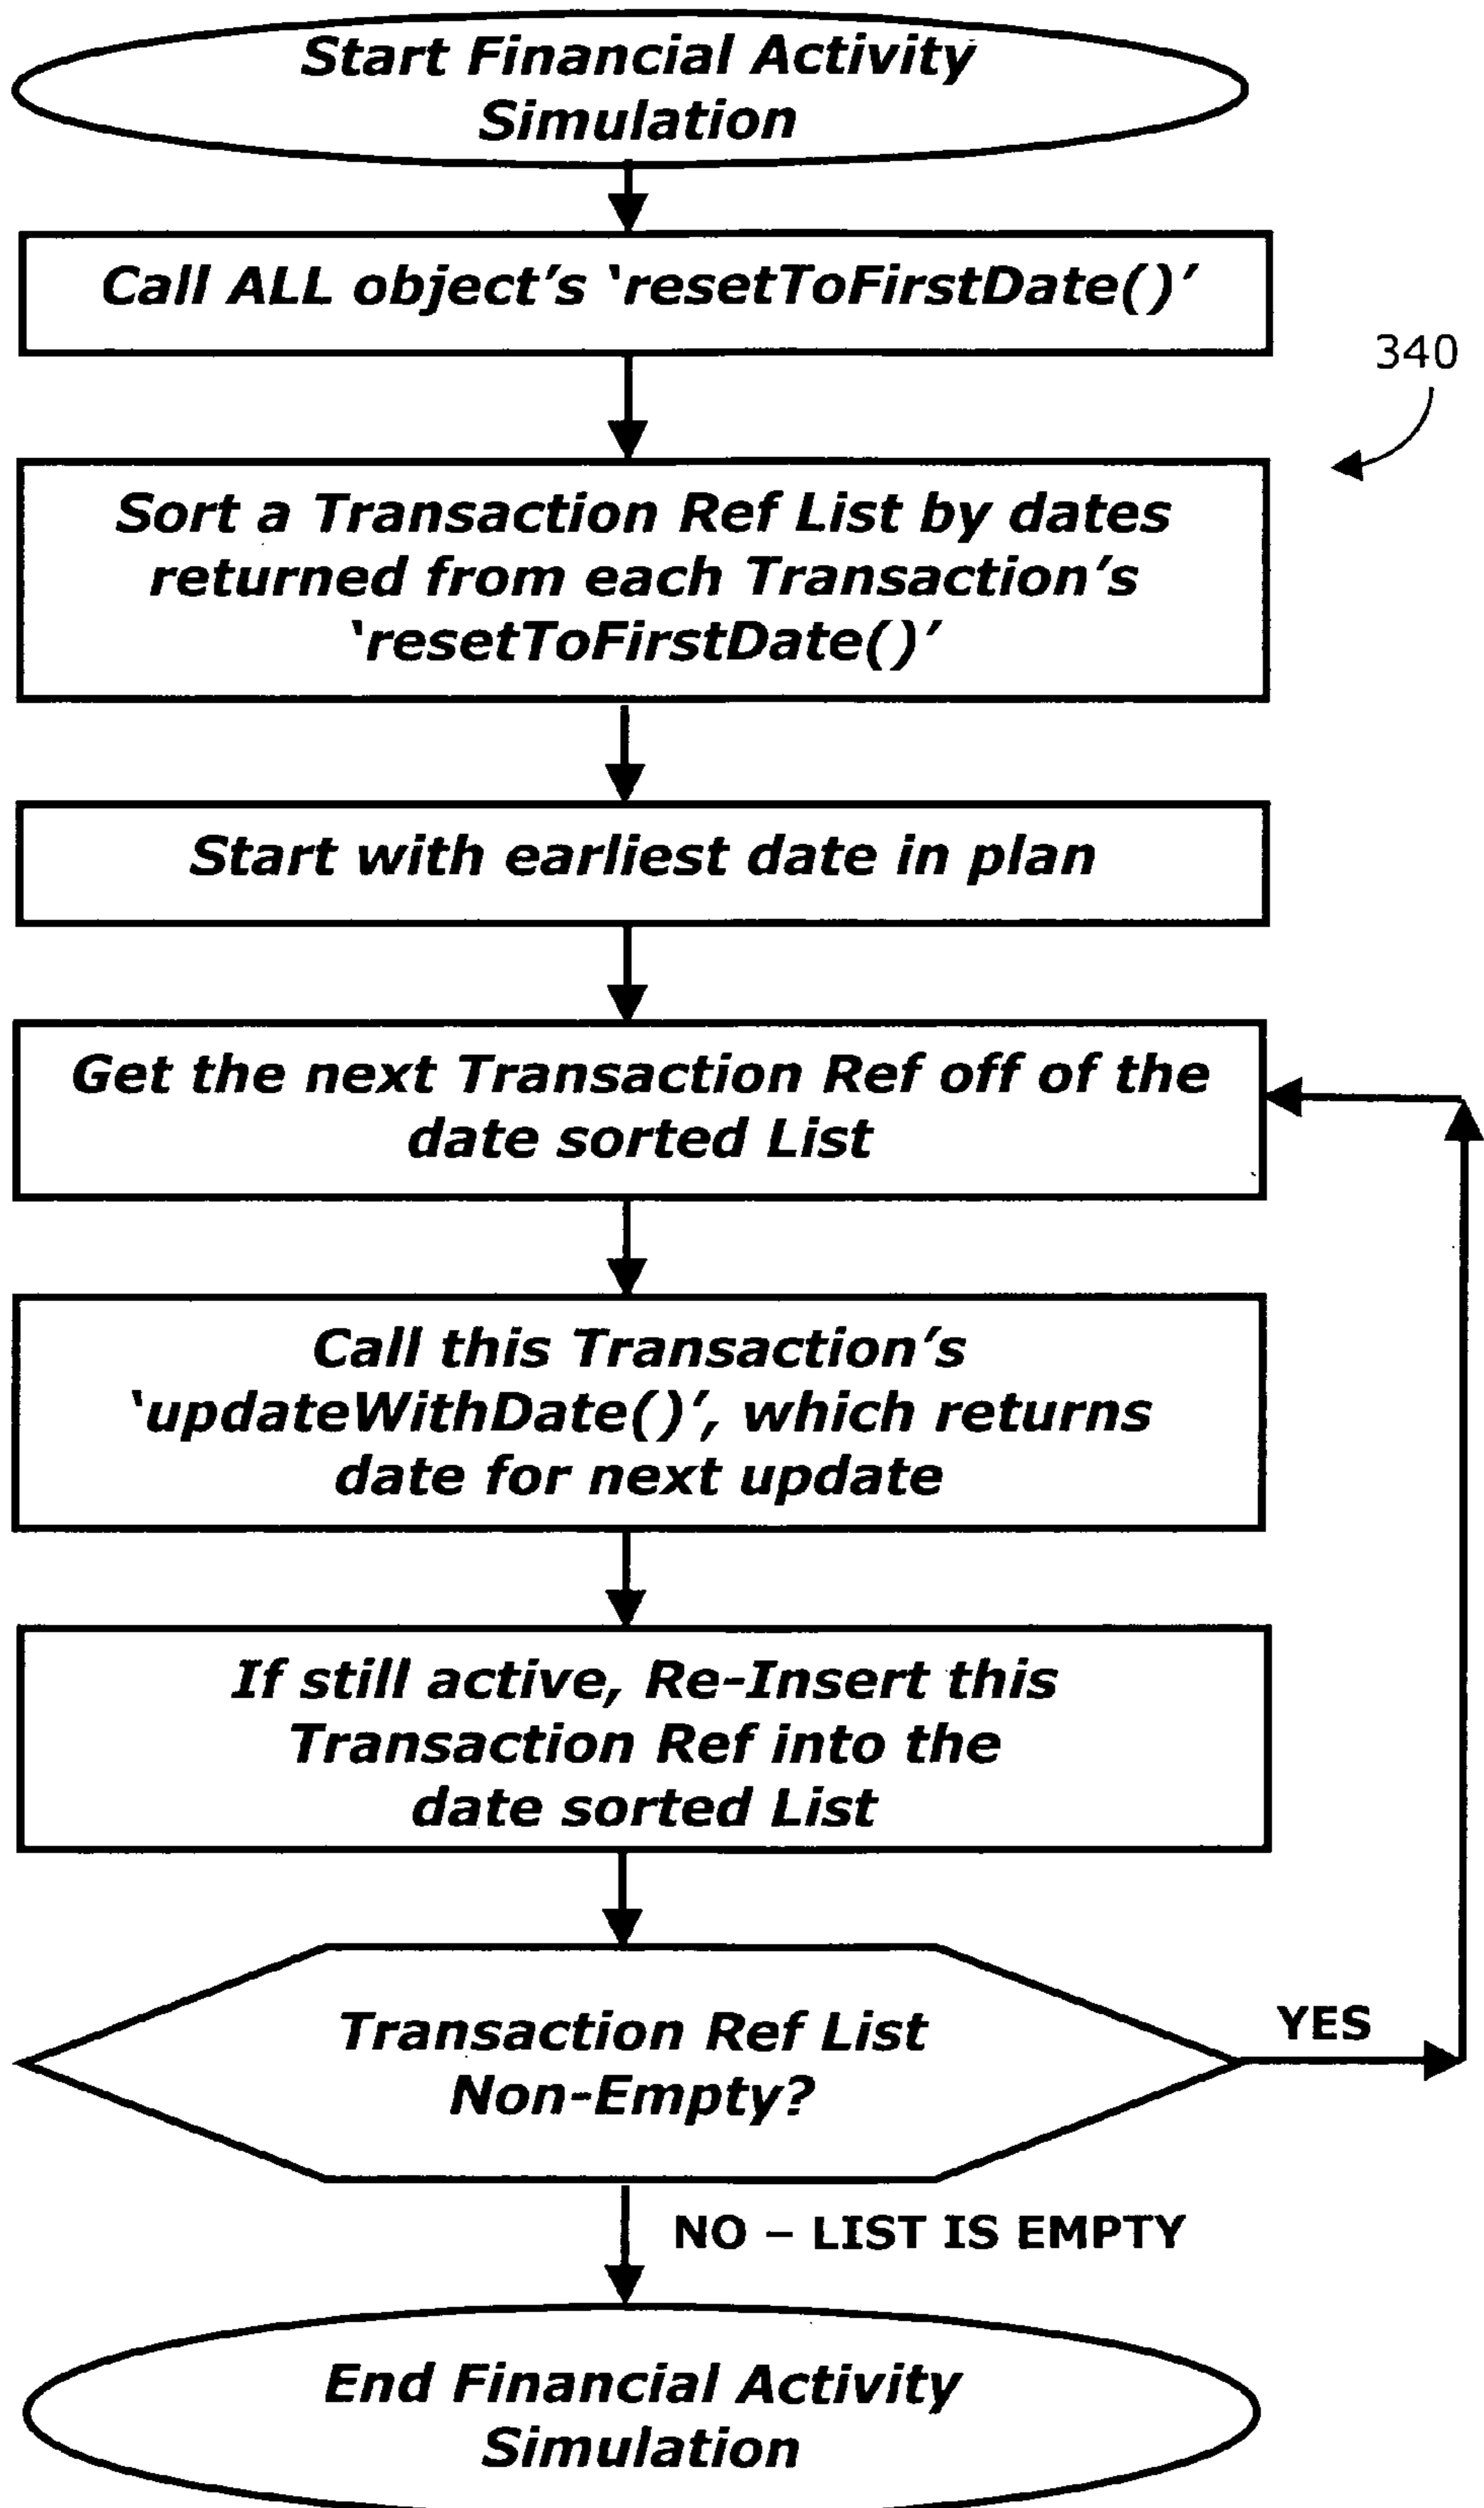 Start Financial Activity
Simulation
Call ALL object's ‘resetToFirstDate()’
340
Sort a Transaction Ref List by dates
returned from each Transaction's
‘resetToFirstDate()’
Start with earliest date in plan
Get the next Transaction Ref off of the
date sorted List
Call this Transaction's
‘updateWithDate()’, which returns
date for next update
If still active, Re-Insert this
Transaction Ref into the
date sorted List
Transaction Ref List
Non-Empty?
YES
NO – LIST IS EMPTY
End Financial Activity
Simulation